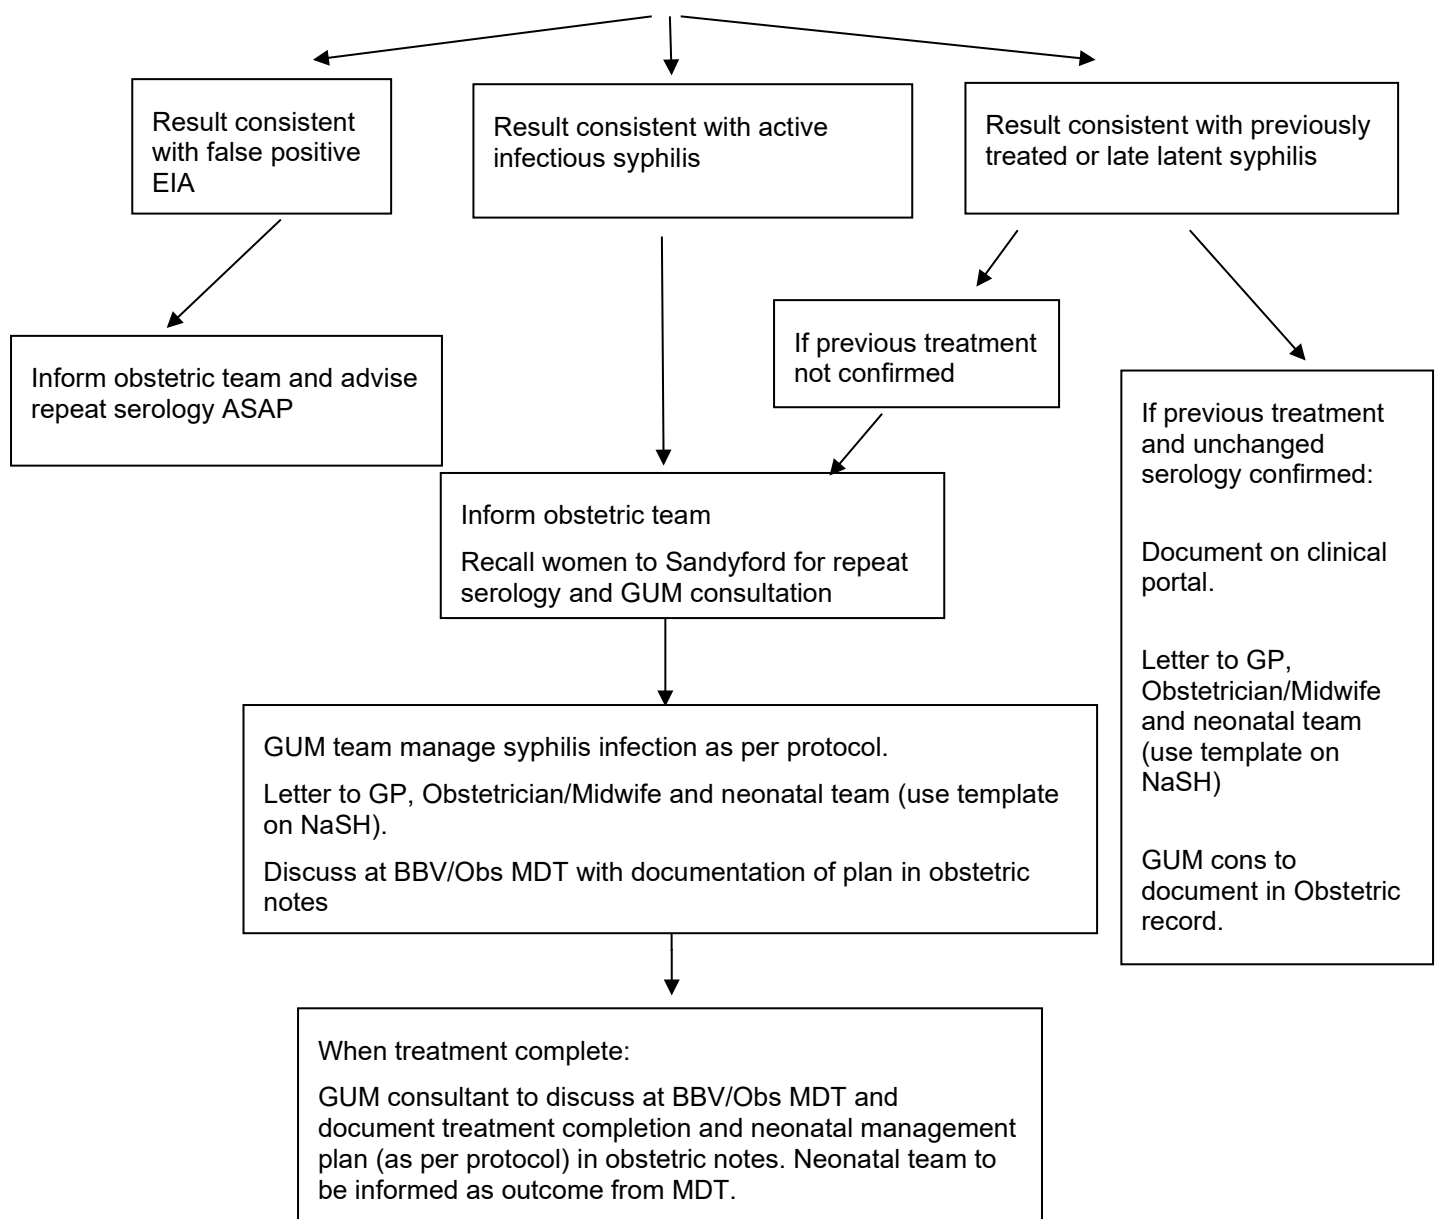 Result consistent
with false positive
EIA
Result consistent with active
infectious syphilis
Result consistent with previously
treated or late latent syphilis
Inform obstetric team and advise
repeat serology ASAP
If previous treatment
not confirmed
If previous treatment
and unchanged
serology confirmed:
Document on clinical
portal.
Letter to GP,
Obstetrician/Midwife
and neonatal team
(use template on
NaSH)
GUM cons to
document in Obstetric
record.
Inform obstetric team
Recall women to Sandyford for repeat
serology and GUM consultation
GUM team manage syphilis infection as per protocol.
Letter to GP, Obstetrician/Midwife and neonatal team (use template
on NaSH).
Discuss at BBV/Obs MDT with documentation of plan in obstetric
notes
When treatment complete:
GUM consultant to discuss at BBV/Obs MDT and
document treatment completion and neonatal management
plan (as per protocol) in obstetric notes. Neonatal team to
be informed as outcome from MDT.